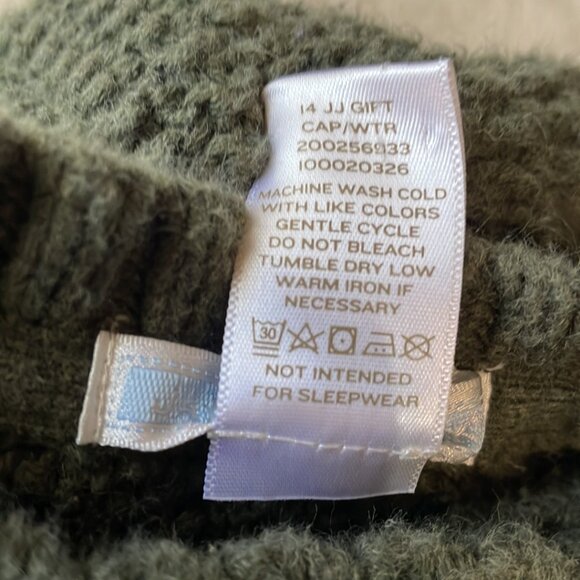 14 JJ GIFT
CAP/WTR
200256933
100020326
MACHINE WASH COLD
WITH LIKE COLORS
GENTLE CYCLE
DO NOT BLEACH
TUMBLE DRY LOW
WARM IRON IF
NECESSARY
30
NOT INTENDED
FOR SLEEPWEAR